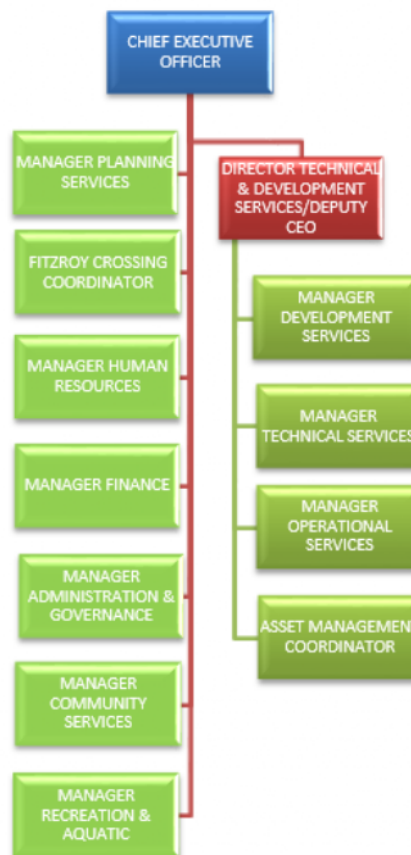 CHIEF EXECUTIVE
OFFICER
MANAGER PLANNING
SERVICES
DIRECTOR TECHNICAL
& DEVELOPMENT
SERVICES/DEPUTY
CEO
FITZROY CROSSING
COORDINATOR
MANAGER HUMAN
RESOURCES
MANAGER FINANCE
MANAGER
ADMINISTRATION &
GOVERNANCE
MANAGER
COMMUNITY
SERVICES
MANAGER
RECREATION &
AQUATIC
MANAGER
DEVELOPMENT
SERVICES
MANAGER
TECHNICAL SERVICES
MANAGER
OPERATIONAL
SERVICES
ASSET MANAGEMEN
COORDINATOR